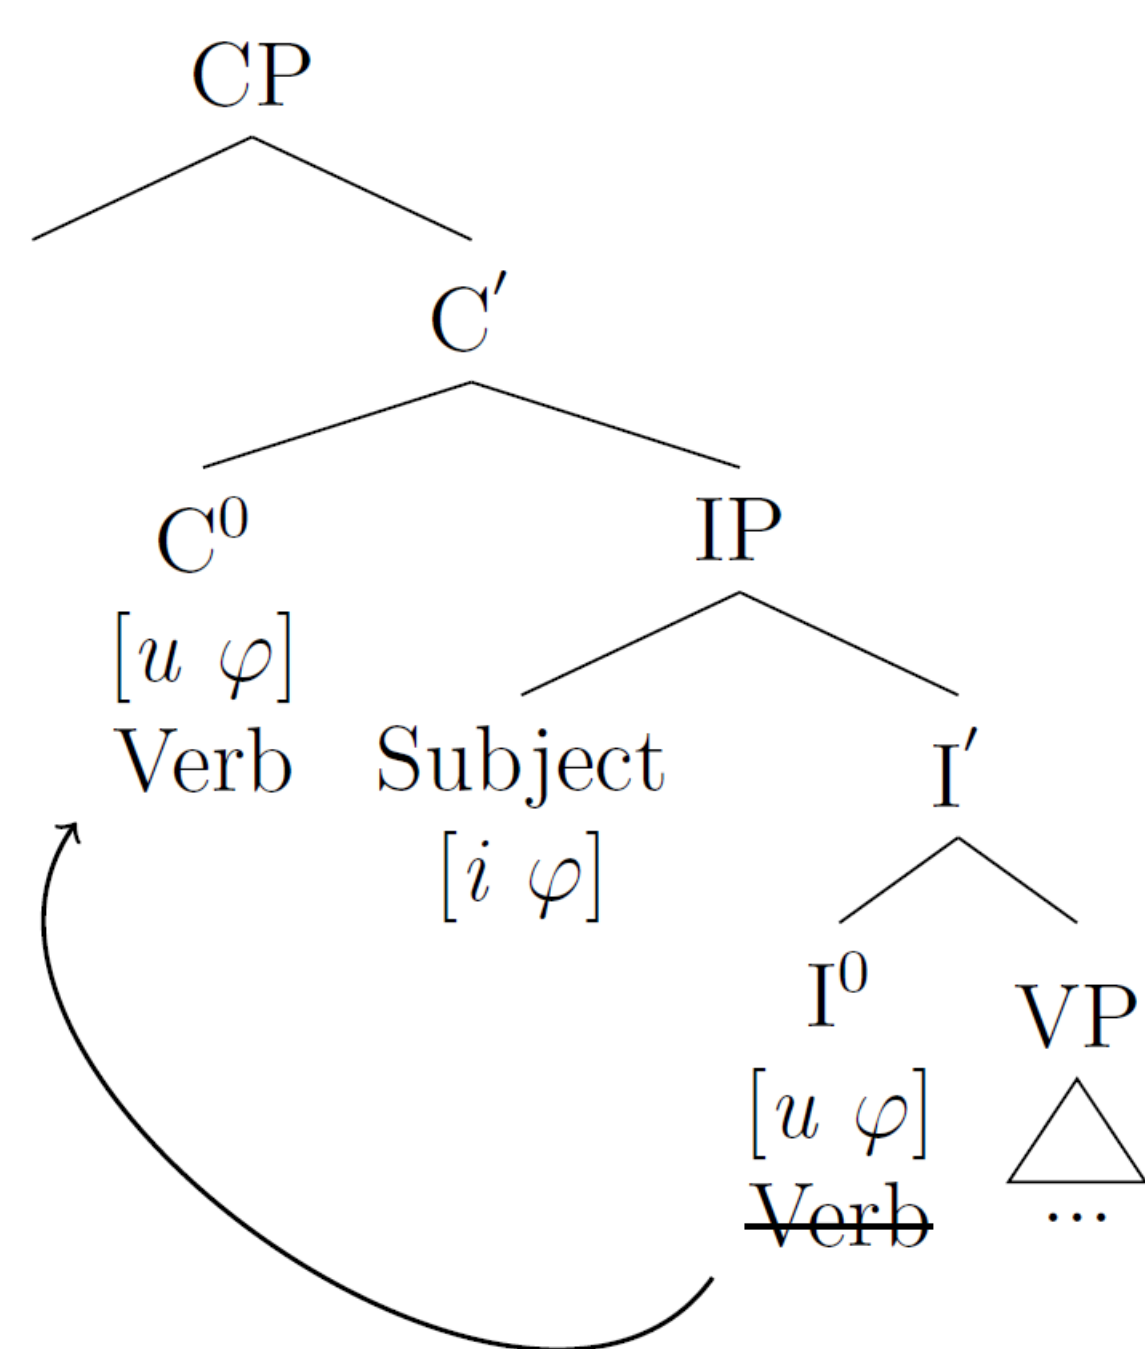 CP
C′
C⁰ IP
[u φ]
Verb Subject I′
[i φ]
I⁰ VP
[u φ]
Verb ...